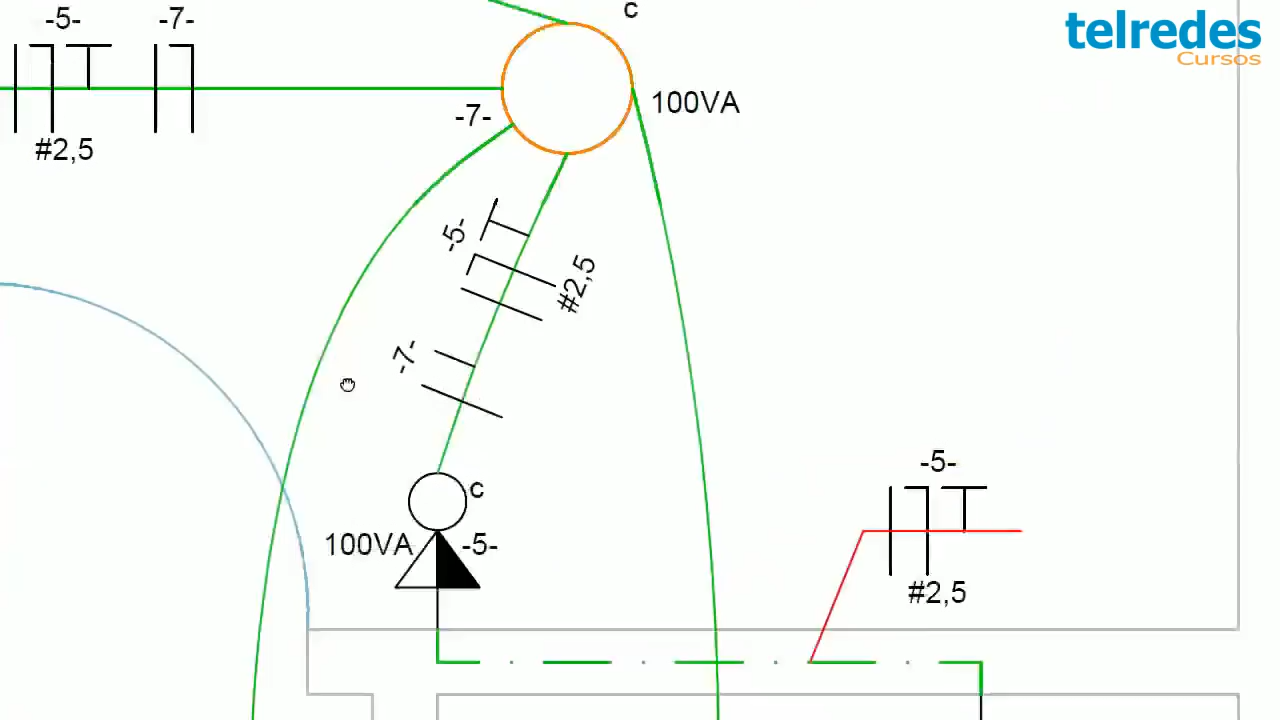 c
-5-
-7-
telredes
Cursos
100VA
-7-
#2,5
-5-
#2,5
-7-
-5-
c
100VA
-5-
#2,5